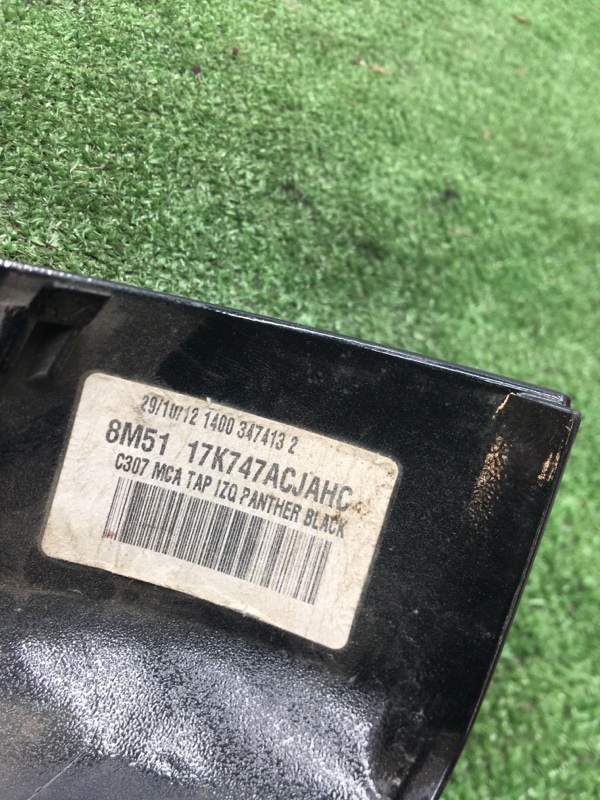 29/10/12 1400 347413 2
8M51 17K747ACJAHC
C307 MCA TAP IZQ PANTHER BLACK